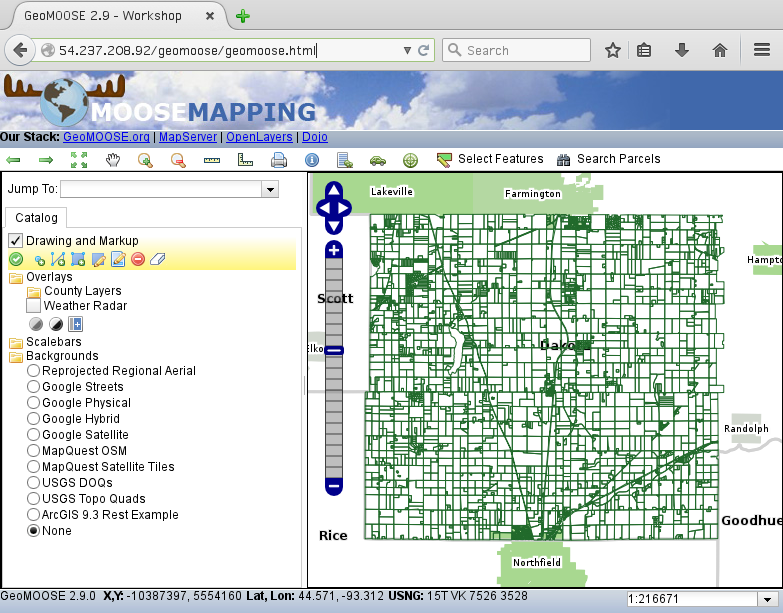 GeoMOOSE 2.9 - Workshop
54.237.208.92/geomoose/geomoose.html
Search
MOOSEMAPPING
Our Stack: GeoMOOSE.org | MapServer | OpenLayers | Dojo
Select Features
Search Parcels
Jump To:
Catalog
Drawing and Markup
Overlays
County Layers
Weather Radar
Scalebars
Backgrounds
Reprojected Regional Aerial
Google Streets
Google Physical
Google Hybrid
Google Satellite
MapQuest OSM
MapQuest Satellite Tiles
USGS DOQs
USGS Topo Quads
ArcGIS 9.3 Rest Example
None
Lakeville
Farmington
Hampt
Scott
Dakota
Randolph
Goodhue
Rice
Northfield
GeoMOOSE 2.9.0 X,Y: -10387397, 5554160 Lat, Lon: 44.571, -93.312 USNG: 15T VK 7526 3528
1:216671